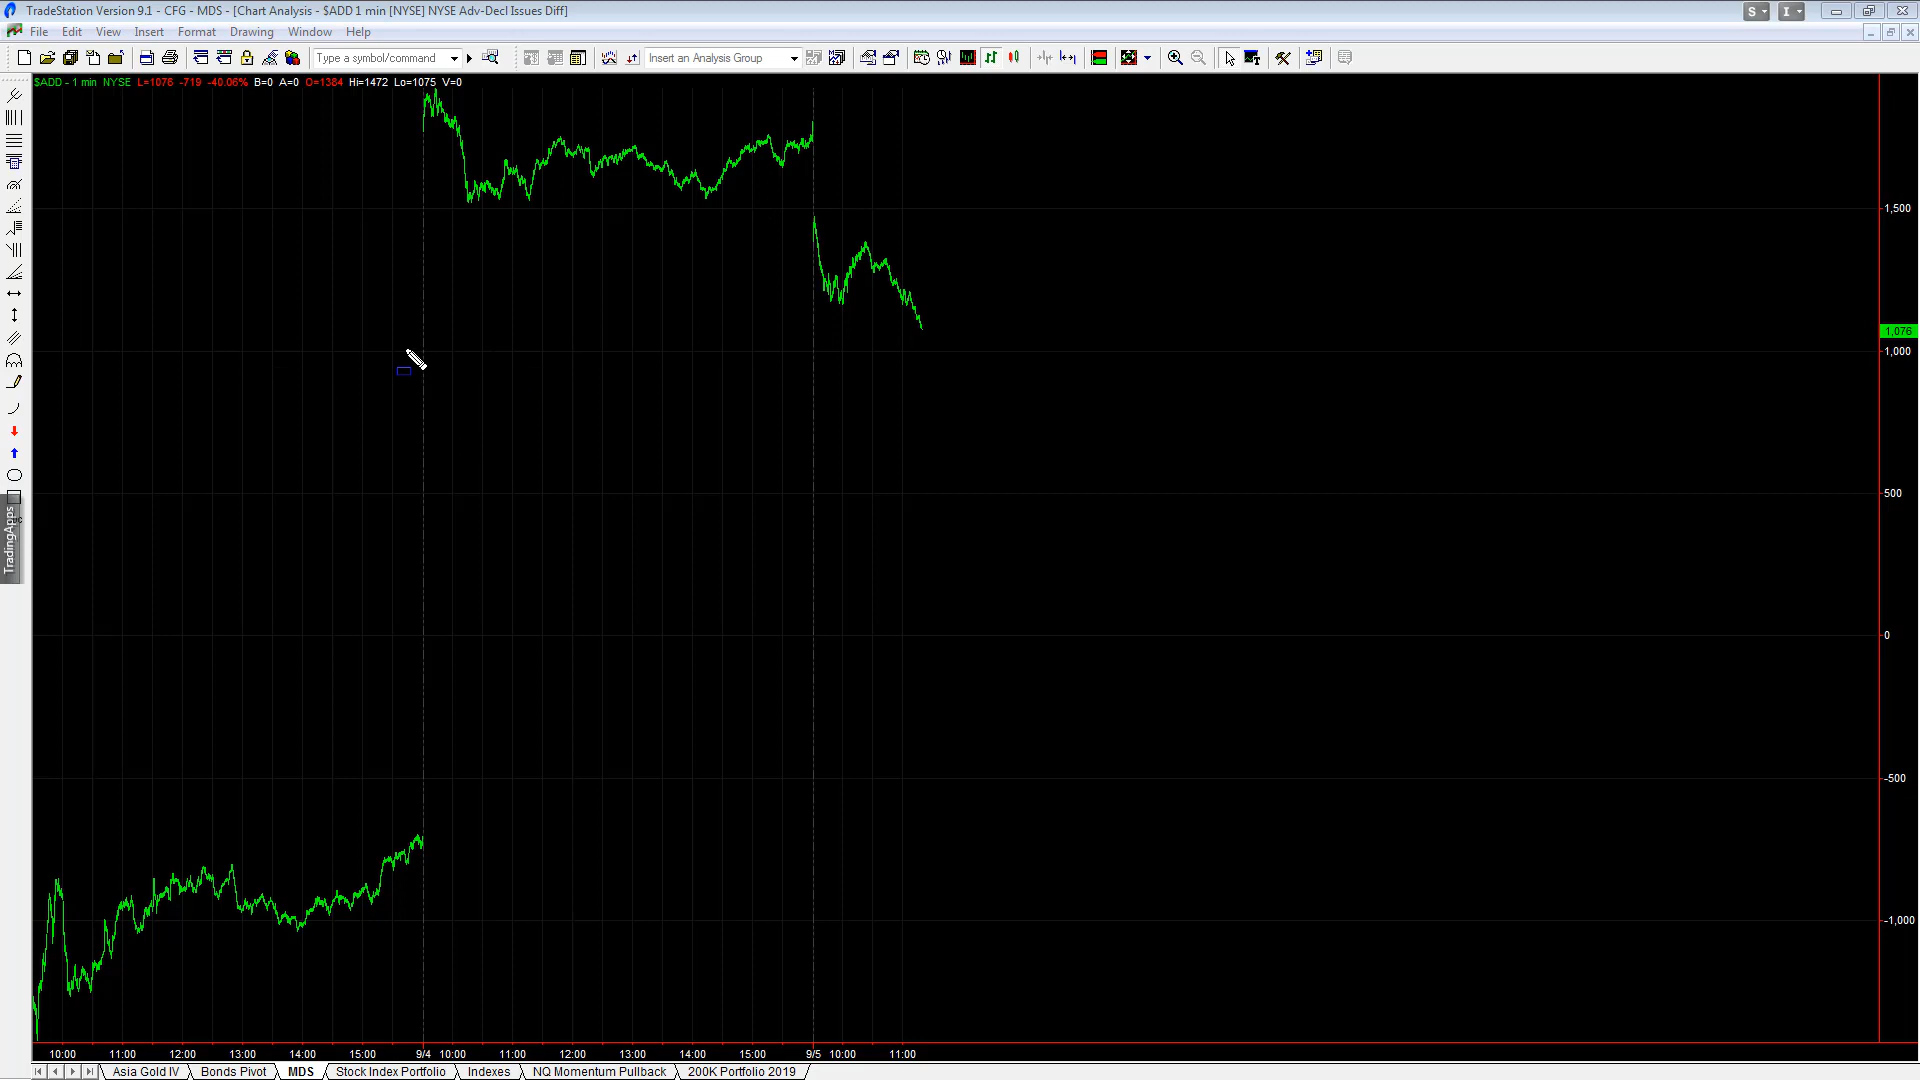 TradeStation Version 9.1 - CFG - MDS - [Chart Analysis - $ADD 1 min [NYSE] NYSE Adv-Decl Issues Diff]
S I
File Edit View Insert Format Drawing Window Help
Type a symbol/command Insert an Analysis Group
$ADD - 1 min NYSE L=1076 -719 -40.06% B=0 A=0 O=1384 Hi=1472 Lo=1075 V=0
1,500
1,076
1,000
500
0
-500
-1,000
TradingApps
10:00 11:00 12:00 13:00 14:00 15:00 9/4 10:00 11:00 12:00 13:00 14:00 15:00 9/5 10:00 11:00
Asia Gold IV Bonds Pivot MDS Stock Index Portfolio Indexes NQ Momentum Pullback 200K Portfolio 2019